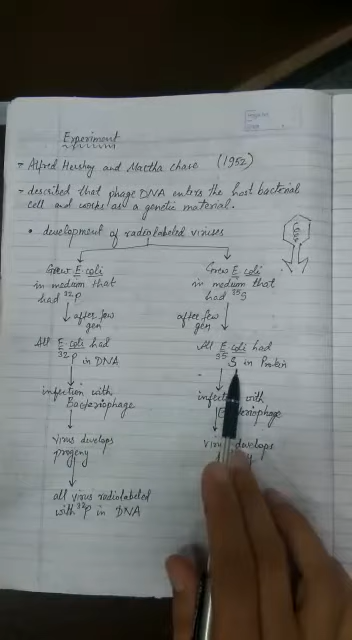 Experiment
- Alfred Hershey and Martha Chase (1952)
- described that phage DNA enters the host bacterial
cell and works as a genetic material.
• development of radiolabeled viruses
Grew E.coli
in medium that
had ³²P
after few
gen
All E.coli had
³²P in DNA
infection with
Bacteriophage
virus develops
progeny
all virus radiolabeled
with ³²P in DNA
Grew E.coli
in medium that
had ³⁵S
after few
gen
All E coli had
³⁵S in Protein
infection with
Bacteriophage
virus develops